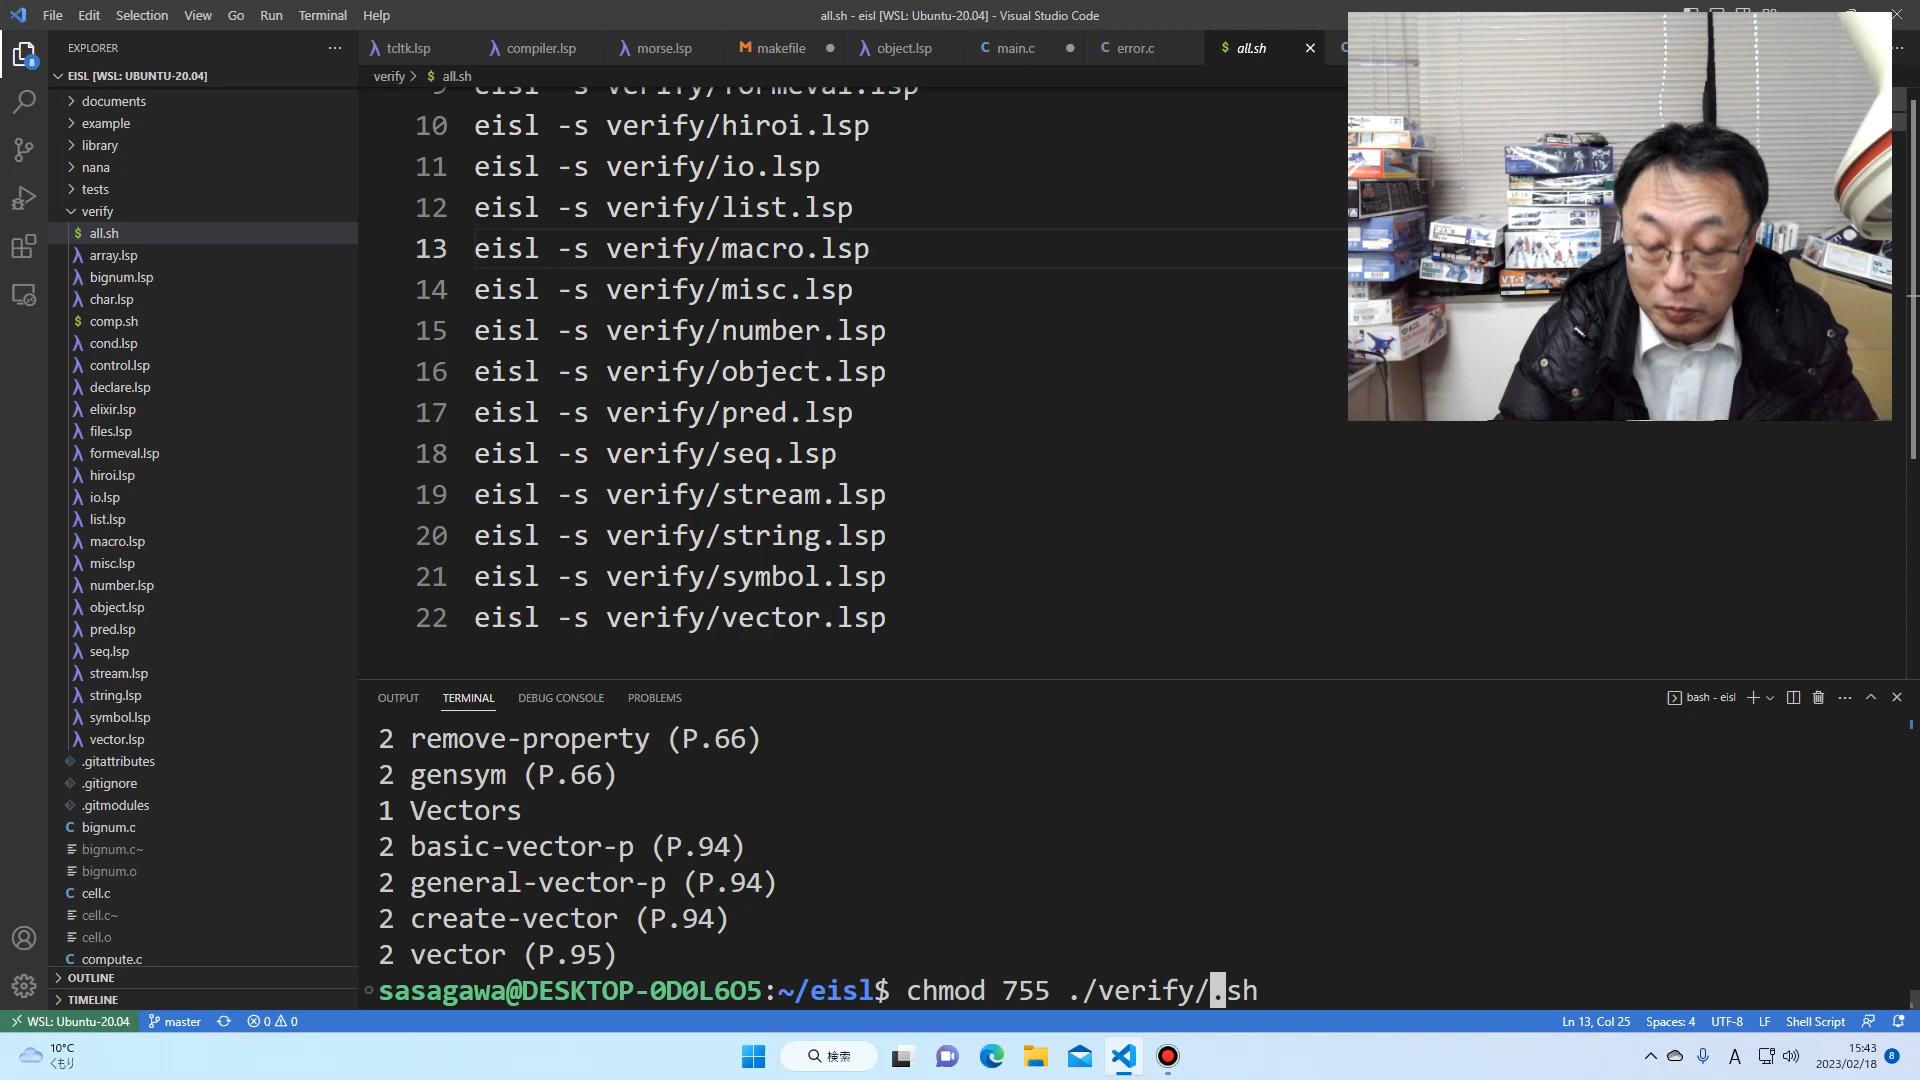 File Edit Selection View Go Run Terminal Help
all.sh - eisl [WSL: Ubuntu-20.04] - Visual Studio Code
EXPLORER
tcltk.lsp compiler.lsp morse.lsp makefile object.lsp main.c error.c all.sh
EISL [WSL: UBUNTU-20.04]
verify > $ all.sh
documents
example
library
nana
tests
verify
all.sh
array.lsp
bignum.lsp
char.lsp
comp.sh
cond.lsp
control.lsp
declare.lsp
elixir.lsp
files.lsp
formeval.lsp
hiroi.lsp
io.lsp
list.lsp
macro.lsp
misc.lsp
number.lsp
object.lsp
pred.lsp
seq.lsp
stream.lsp
string.lsp
symbol.lsp
vector.lsp
.gitattributes
.gitignore
.gitmodules
bignum.c
bignum.c~
bignum.o
cell.c
cell.c~
cell.o
compute.c
OUTLINE
TIMELINE
9 eisl -s verify/formeval.lsp
10 eisl -s verify/hiroi.lsp
11 eisl -s verify/io.lsp
12 eisl -s verify/list.lsp
13 eisl -s verify/macro.lsp
14 eisl -s verify/misc.lsp
15 eisl -s verify/number.lsp
16 eisl -s verify/object.lsp
17 eisl -s verify/pred.lsp
18 eisl -s verify/seq.lsp
19 eisl -s verify/stream.lsp
20 eisl -s verify/string.lsp
21 eisl -s verify/symbol.lsp
22 eisl -s verify/vector.lsp
VT-1
OUTPUT TERMINAL DEBUG CONSOLE PROBLEMS
bash - eisl
2 remove-property (P.66)
2 gensym (P.66)
1 Vectors
2 basic-vector-p (P.94)
2 general-vector-p (P.94)
2 create-vector (P.94)
2 vector (P.95)
sasagawa@DESKTOP-0D0L6O5:~/eisl$ chmod 755 ./verify/.sh
WSL: Ubuntu-20.04 master 0 0
Ln 13, Col 25 Spaces: 4 UTF-8 LF Shell Script
10°C
くもり
検索
A
15:43
2023/02/18
8